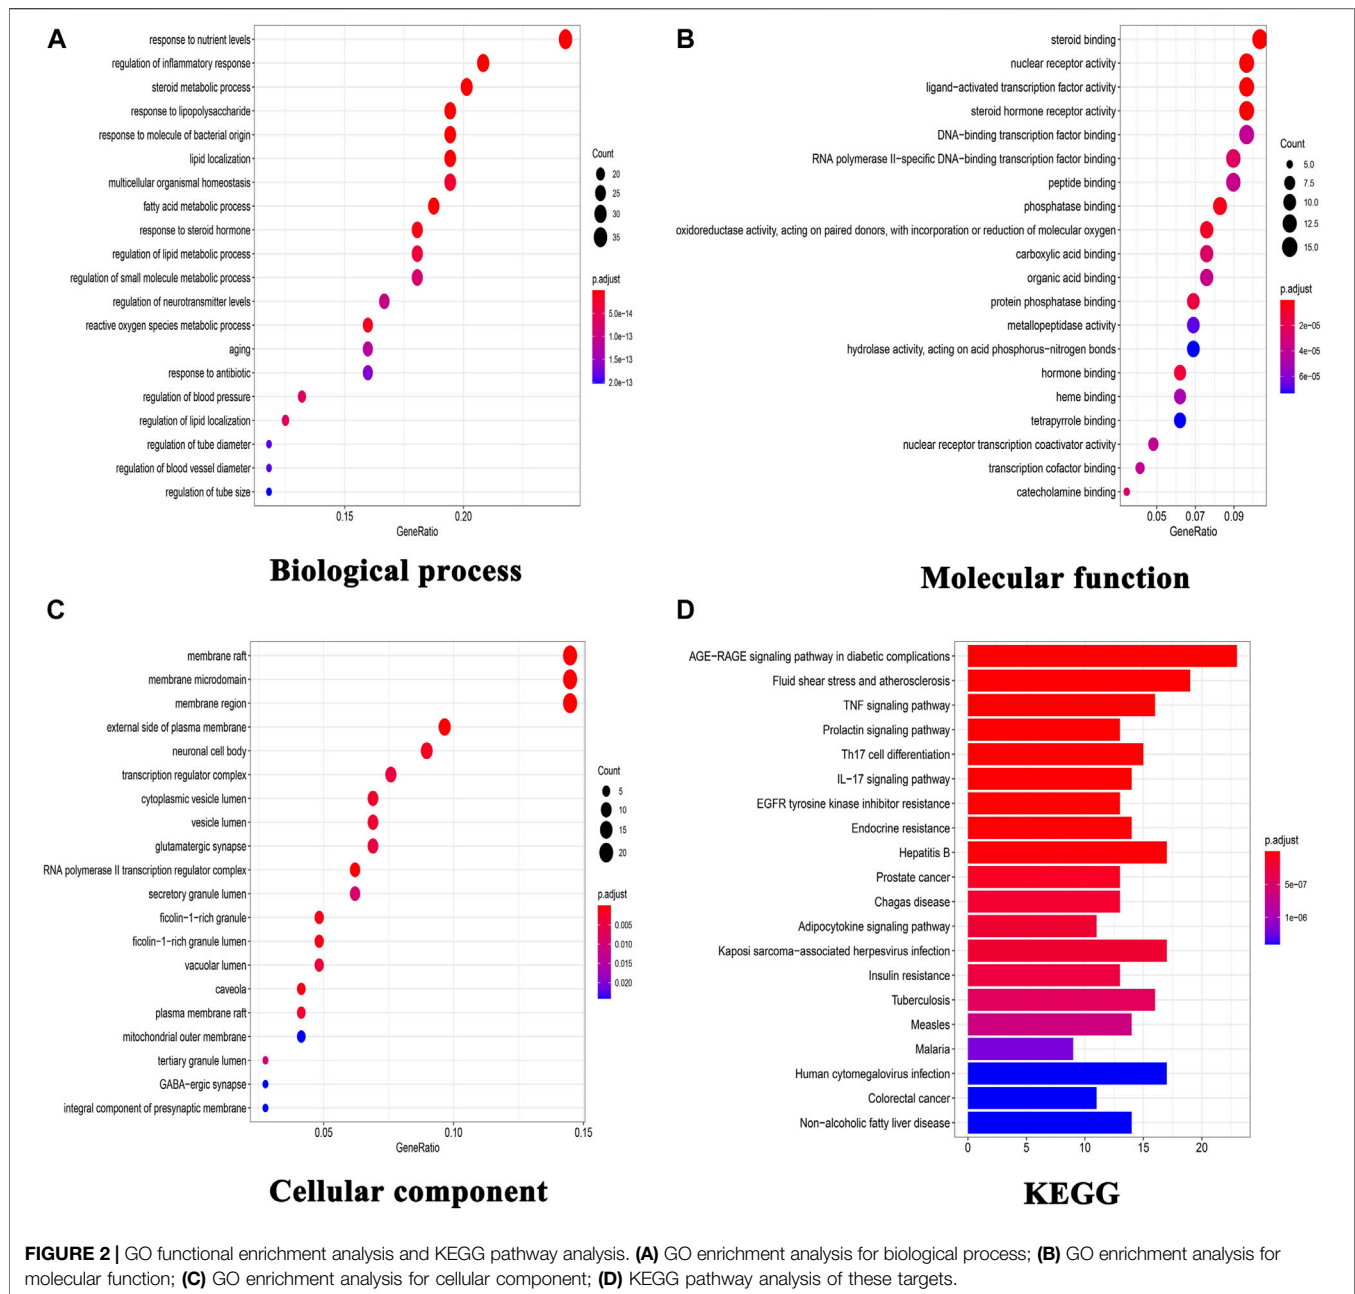 A
response to nutrient levels
regulation of inflammatory response
steroid metabolic process
response to lipopolysaccharide
response to molecule of bacterial origin
lipid localization
multicellular organismal homeostasis
fatty acid metabolic process
response to steroid hormone
regulation of lipid metabolic process
regulation of small molecule metabolic process
regulation of neurotransmitter levels
reactive oxygen species metabolic process
aging
response to antibiotic
regulation of blood pressure
regulation of lipid localization
regulation of tube diameter
regulation of blood vessel diameter
regulation of tube size
0.15 0.20
GeneRatio
Count
20
25
30
35
p.adjust
5.0e−14
1.0e−13
1.5e−13
2.0e−13
Biological process
B
steroid binding
nuclear receptor activity
ligand−activated transcription factor activity
steroid hormone receptor activity
DNA−binding transcription factor binding
RNA polymerase II−specific DNA−binding transcription factor binding
peptide binding
phosphatase binding
oxidoreductase activity, acting on paired donors, with incorporation or reduction of molecular oxygen
carboxylic acid binding
organic acid binding
protein phosphatase binding
metallopeptidase activity
hydrolase activity, acting on acid phosphorus−nitrogen bonds
hormone binding
heme binding
tetrapyrrole binding
nuclear receptor transcription coactivator activity
transcription cofactor binding
catecholamine binding
0.05 0.07 0.09
GeneRatio
Count
5.0
7.5
10.0
12.5
15.0
p.adjust
2e−05
4e−05
6e−05
Molecular function
C
membrane raft
membrane microdomain
membrane region
external side of plasma membrane
neuronal cell body
transcription regulator complex
cytoplasmic vesicle lumen
vesicle lumen
glutamatergic synapse
RNA polymerase II transcription regulator complex
secretory granule lumen
ficolin−1−rich granule
ficolin−1−rich granule lumen
vacuolar lumen
caveola
plasma membrane raft
mitochondrial outer membrane
tertiary granule lumen
GABA−ergic synapse
integral component of presynaptic membrane
0.05 0.10 0.15
GeneRatio
Count
5
10
15
20
p.adjust
0.005
0.010
0.015
0.020
Cellular component
D
AGE−RAGE signaling pathway in diabetic complications
Fluid shear stress and atherosclerosis
TNF signaling pathway
Prolactin signaling pathway
Th17 cell differentiation
IL−17 signaling pathway
EGFR tyrosine kinase inhibitor resistance
Endocrine resistance
Hepatitis B
Prostate cancer
Chagas disease
Adipocytokine signaling pathway
Kaposi sarcoma−associated herpesvirus infection
Insulin resistance
Tuberculosis
Measles
Malaria
Human cytomegalovirus infection
Colorectal cancer
Non−alcoholic fatty liver disease
0 5 10 15 20
p.adjust
5e−07
1e−06
KEGG
FIGURE 2 | GO functional enrichment analysis and KEGG pathway analysis. (A) GO enrichment analysis for biological process; (B) GO enrichment analysis for
molecular function; (C) GO enrichment analysis for cellular component; (D) KEGG pathway analysis of these targets.